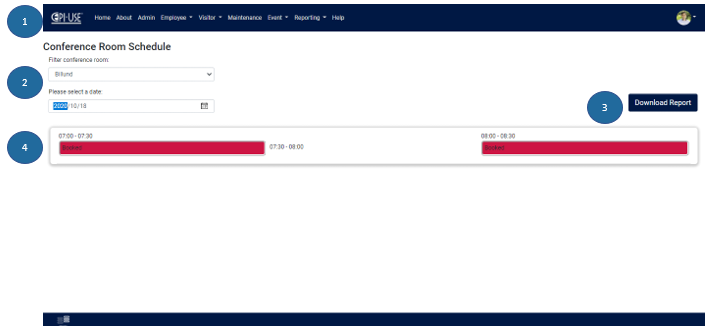 1
EPI-USE Home About Admin Employee Visitor Maintenance Event Reporting Help
Conference Room Schedule
Filter conference room:
2
Billund
Please select a date:
2020/10/18
3
Download Report
4
07:00 - 07:30
Booked
07:30 - 08:00
08:00 - 08:30
Booked